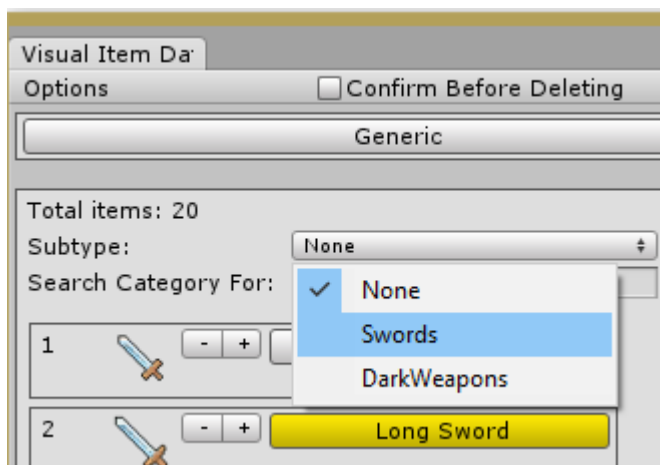 Visual Item Da
Options Confirm Before Deleting
Generic
Total items: 20
Subtype: None
Search Category For:
None
Swords
DarkWeapons
1 - +
2 - + Long Sword